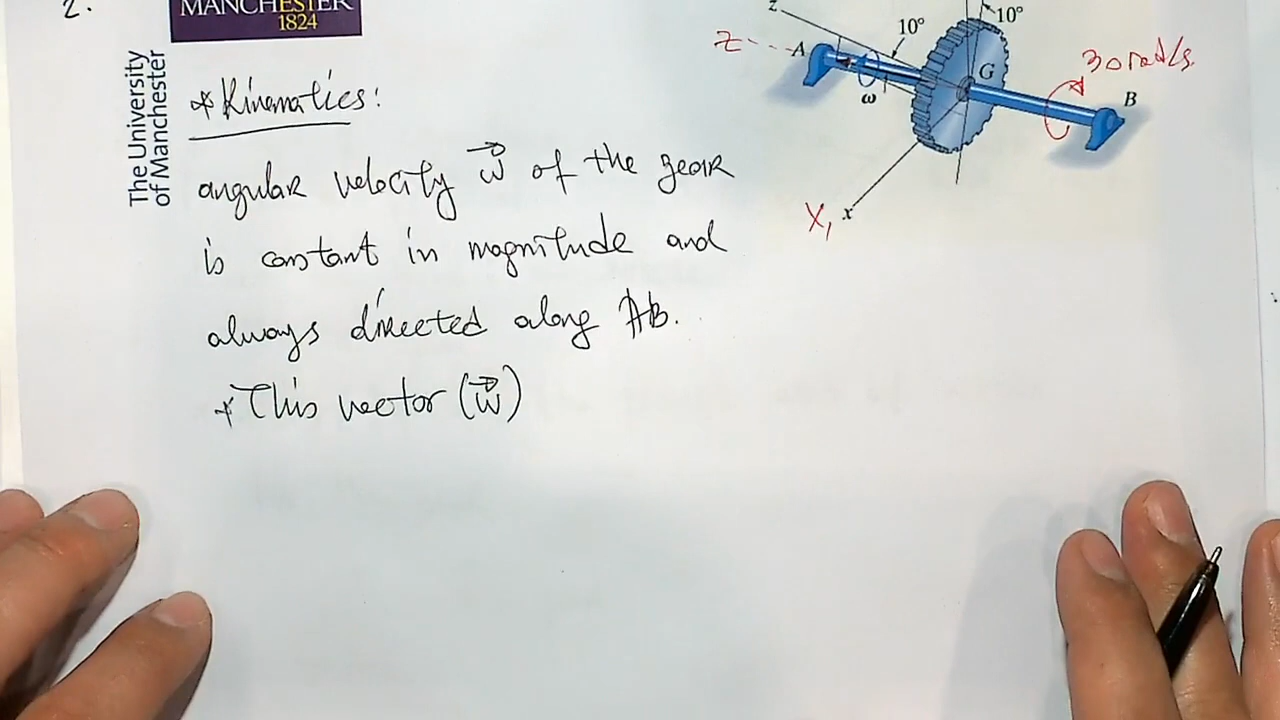 2.
MANCHESTER
1824
The University
of Manchester
z
10°
10°
Z
A
G
30 rad/s
ω
B
X, x
* Kinematics:
angular velocity w of the gear
is constant in magnitude and
always directed along AB.
* This vector (w)